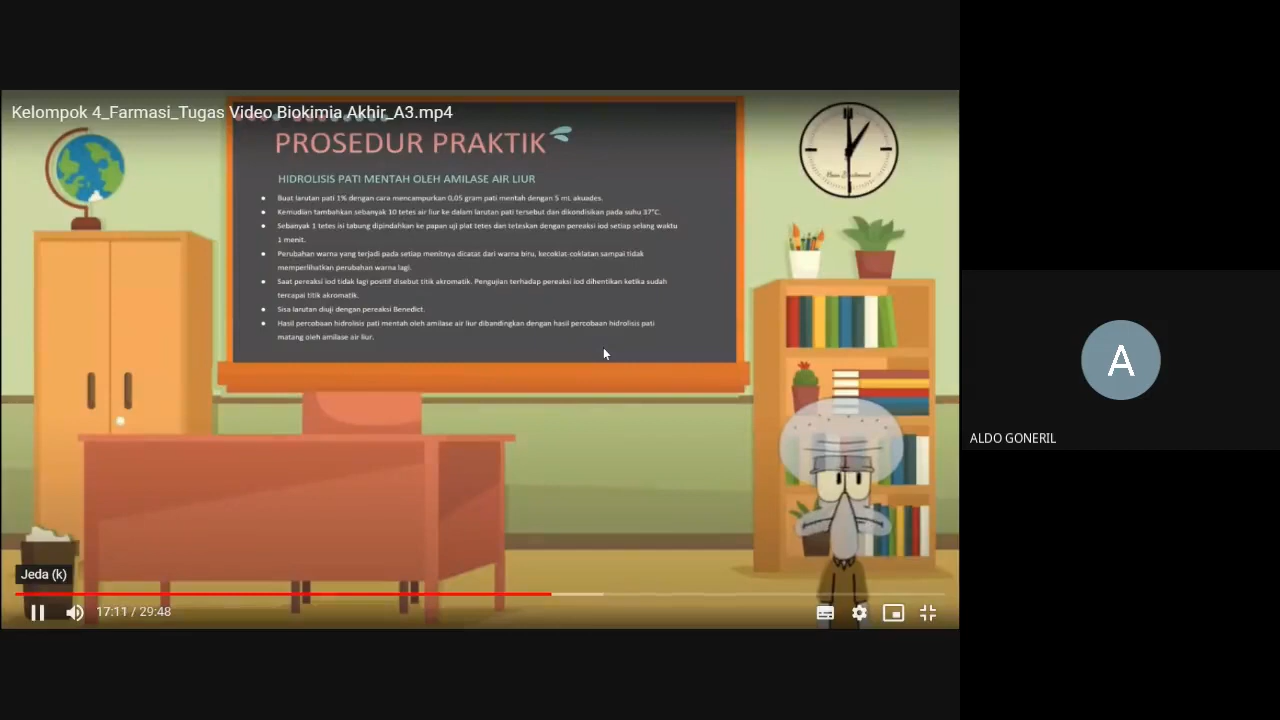 Kelompok 4_Farmasi_Tugas Video Biokimia Akhir_A3.mp4
PROSEDUR PRAKTIK
HIDROLISIS PATI MENTAH OLEH AMILASE AIR LIUR
• Buat larutan pati 1% dengan cara mencampurkan 0,05 gram pati mentah dengan 5 mL akuades.
• Kemudian tambahkan sebanyak 10 tetes air liur ke dalam larutan pati tersebut dan dikondisikan pada suhu 37°C.
• Sebanyak 1 tetes isi tabung dipindahkan ke papan uji plat tetes dan teteskan dengan pereaksi iod setiap selang waktu
1 menit.
• Perubahan warna yang terjadi pada setiap menitnya dicatat dari warna biru, kecoklat-coklatan sampai tidak
memperlihatkan perubahan warna lagi.
• Saat pereaksi iod tidak lagi positif disebut titik akromatik. Pengujian terhadap pereaksi iod dihentikan ketika sudah
tercapai titik akromatik.
• Sisa larutan diuji dengan pereaksi Benedict.
• Hasil percobaan hidrolisis pati mentah oleh amilase air liur dibandingkan dengan hasil percobaan hidrolisis pati
matang oleh amilase air liur.
A
ALDO GONERIL
Jeda (k)
17:11 / 29:48